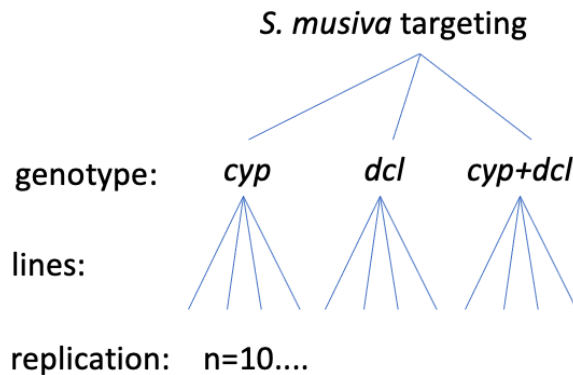 S. musiva targeting
genotype: cyp dcl cyp+dcl
lines:
replication: n=10....